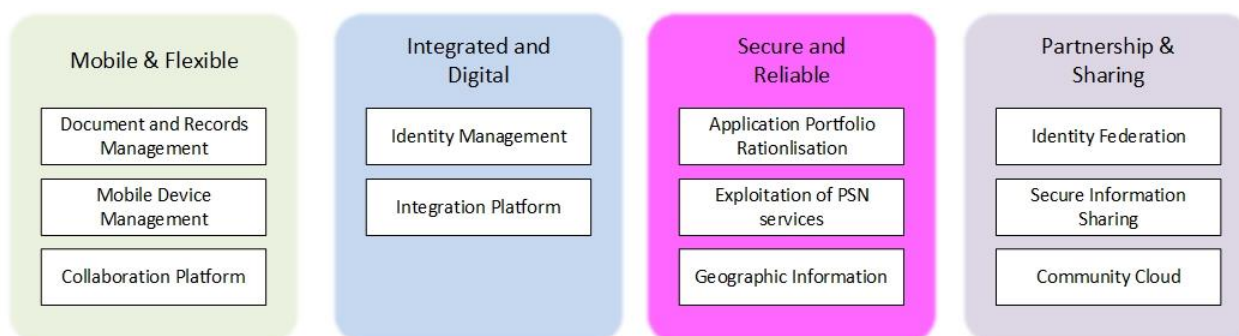 Mobile & Flexible
Document and Records
Management
Mobile Device
Management
Collaboration Platform
Integrated and
Digital
Identity Management
Integration Platform
Secure and
Reliable
Application Portfolio
Rationlisation
Exploitation of PSN
services
Geographic Information
Partnership &
Sharing
Identity Federation
Secure Information
Sharing
Community Cloud